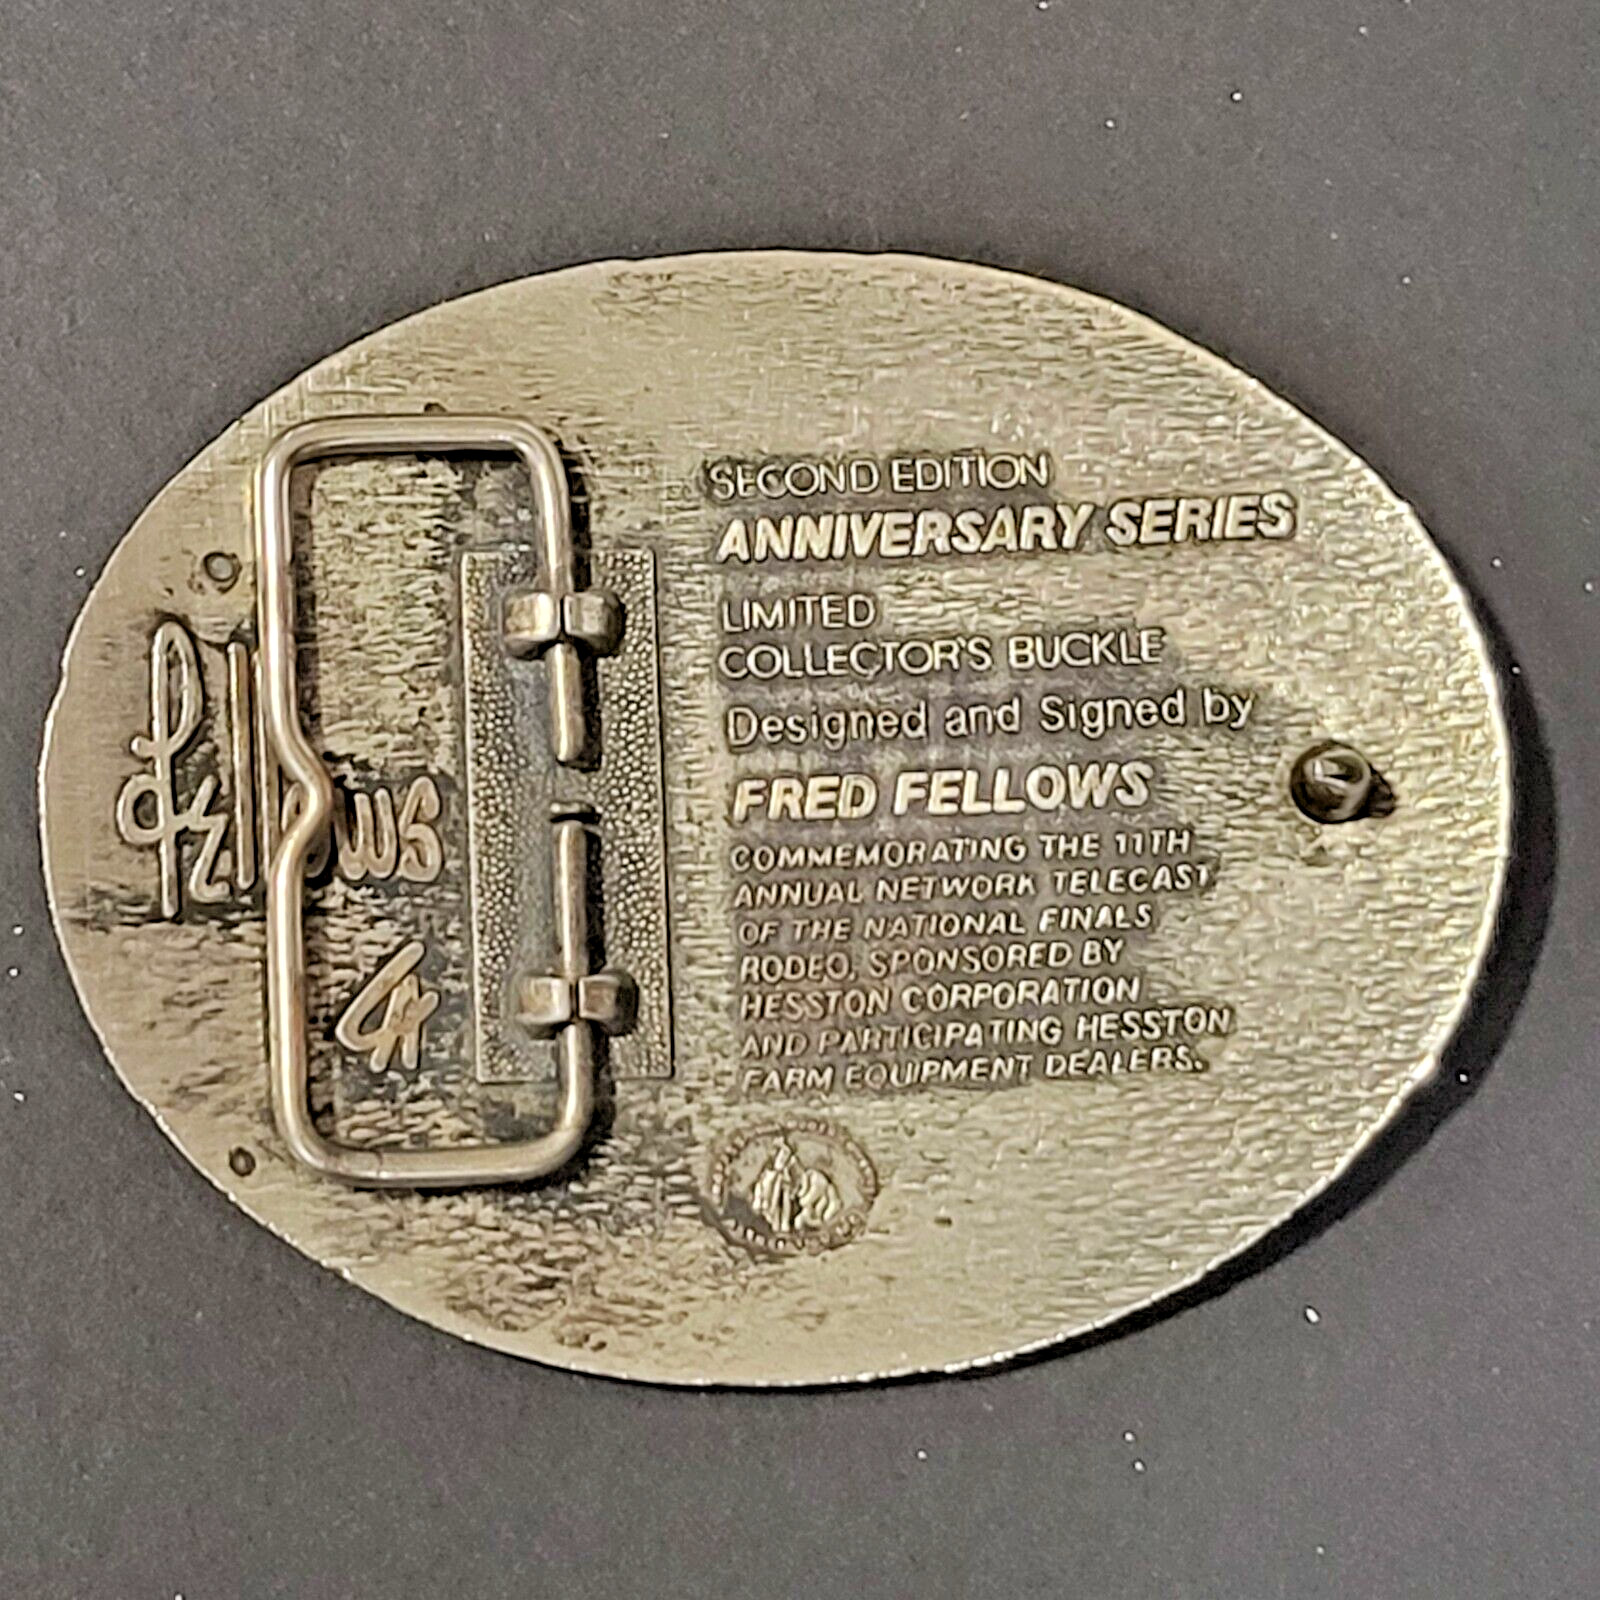 SECOND EDITION
ANNIVERSARY SERIES
LIMITED
COLLECTOR'S BUCKLE
Designed and Signed by
FRED FELLOWS
COMMEMORATING THE 11TH
ANNUAL NETWORK TELECAST
OF THE NATIONAL FINALS
RODEO, SPONSORED BY
HESSTON CORPORATION
AND PARTICIPATING HESSTON
FARM EQUIPMENT DEALERS.
Fellows
CA